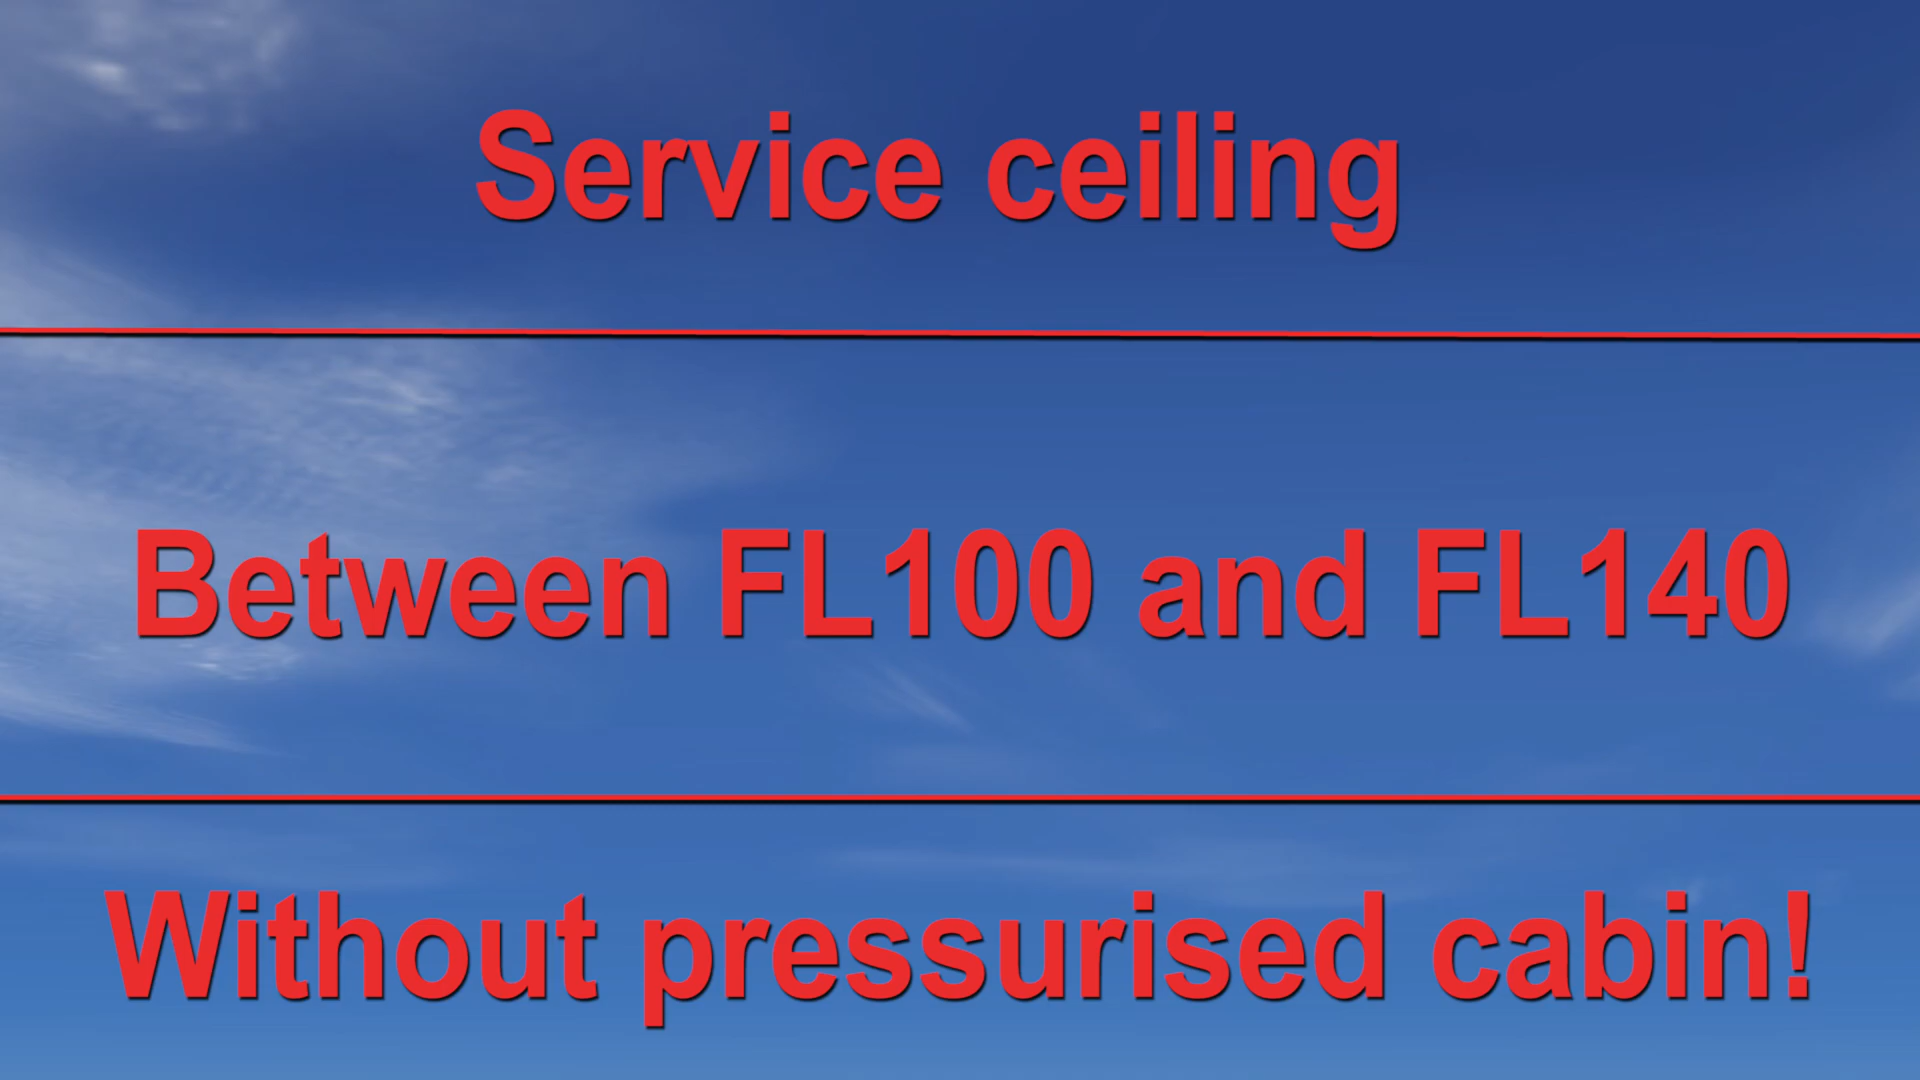 Service ceiling
Between FL100 and FL140
Without pressurised cabin!